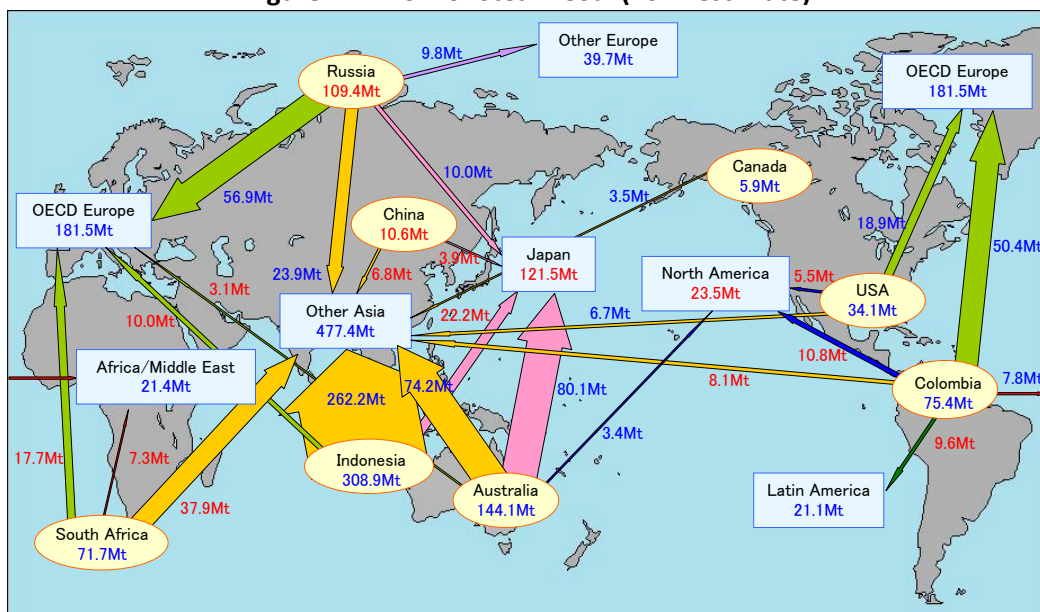 Other Europe
39.7Mt
9.8Mt
Russia
109.4Mt
OECD Europe
181.5Mt
Canada
5.9Mt
10.0Mt
3.5Mt
56.9Mt
OECD Europe
181.5Mt
China
10.6Mt
18.9Mt
50.4Mt
3.9Mt
Japan
121.5Mt
North America
23.5Mt
23.9Mt
6.8Mt
5.5Mt
USA
34.1Mt
3.1Mt
Other Asia
477.4Mt
22.2Mt
6.7Mt
10.0Mt
10.8Mt
Africa/Middle East
21.4Mt
8.1Mt
Colombia
75.4Mt
7.8Mt
262.2Mt
74.2Mt
80.1Mt
3.4Mt
9.6Mt
17.7Mt
7.3Mt
Indonesia
308.9Mt
Australia
144.1Mt
Latin America
21.1Mt
37.9Mt
South Africa
71.7Mt